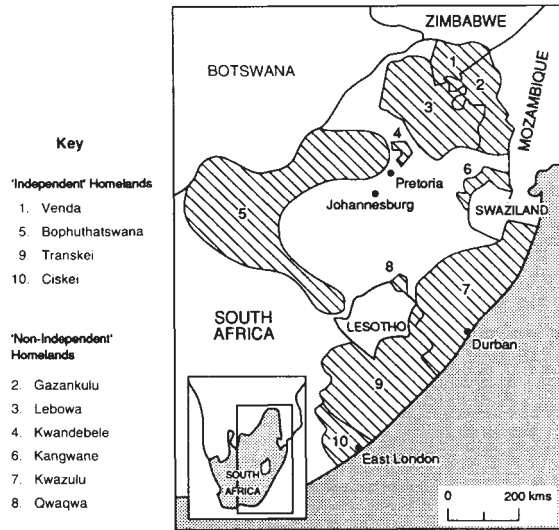 Key
'Independent' Homelands
1. Venda
5. Bophuthatswana
9. Transkei
10. Ciskei
'Non-Independent'
Homelands
2. Gazankulu
3. Lebowa
4. Kwandebele
6. Kangwane
7. Kwazulu
8. Qwaqwa
ZIMBABWE
BOTSWANA
MOZAMBIQUE
1
2
3
4
Pretoria
Johannesburg
6
SWAZILAND
5
8
7
SOUTH
AFRICA
LESOTHO
Durban
9
10
East London
SOUTH
AFRICA
0
200 kms